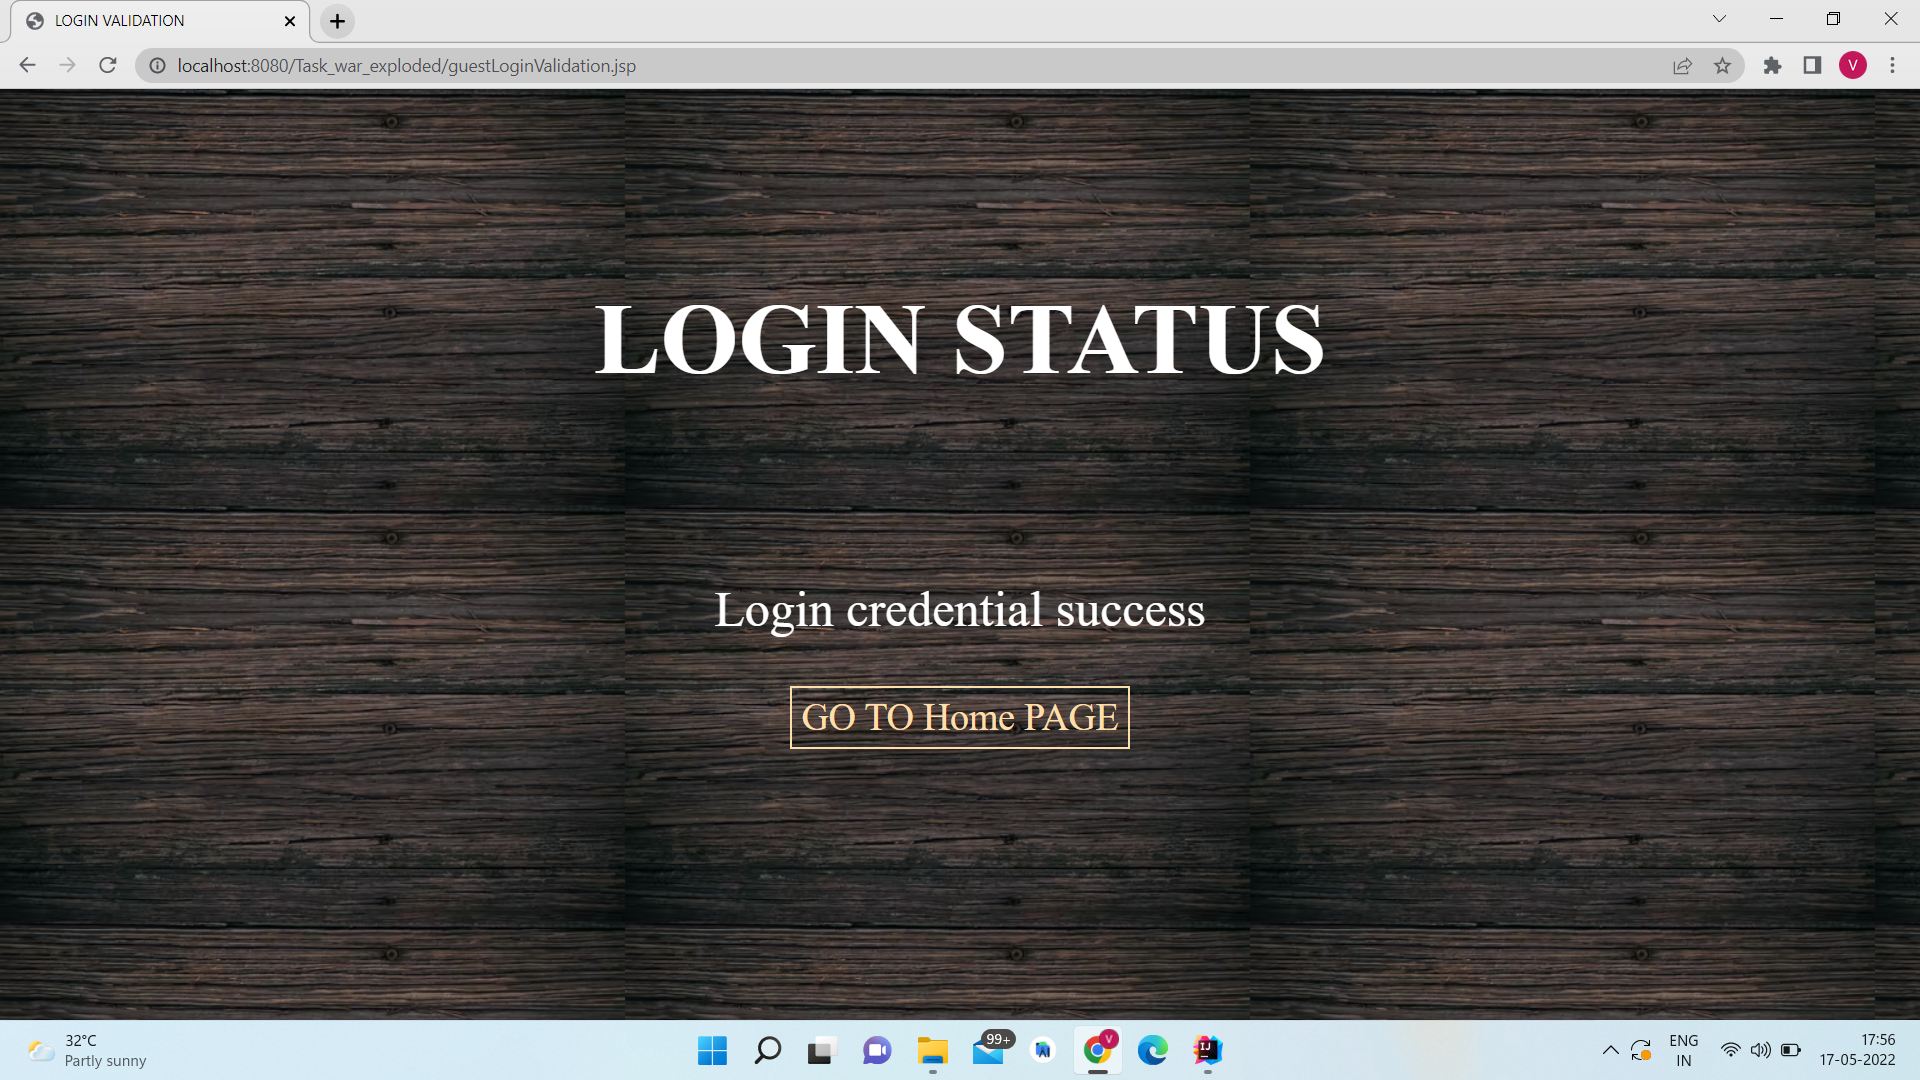 LOGIN VALIDATION
localhost:8080/Task_war_exploded/guestLoginValidation.jsp
V
LOGIN STATUS
Login credential success
GO TO Home PAGE
32°C
Partly sunny
99+
V
IJ
ENG
IN
17:56
17-05-2022